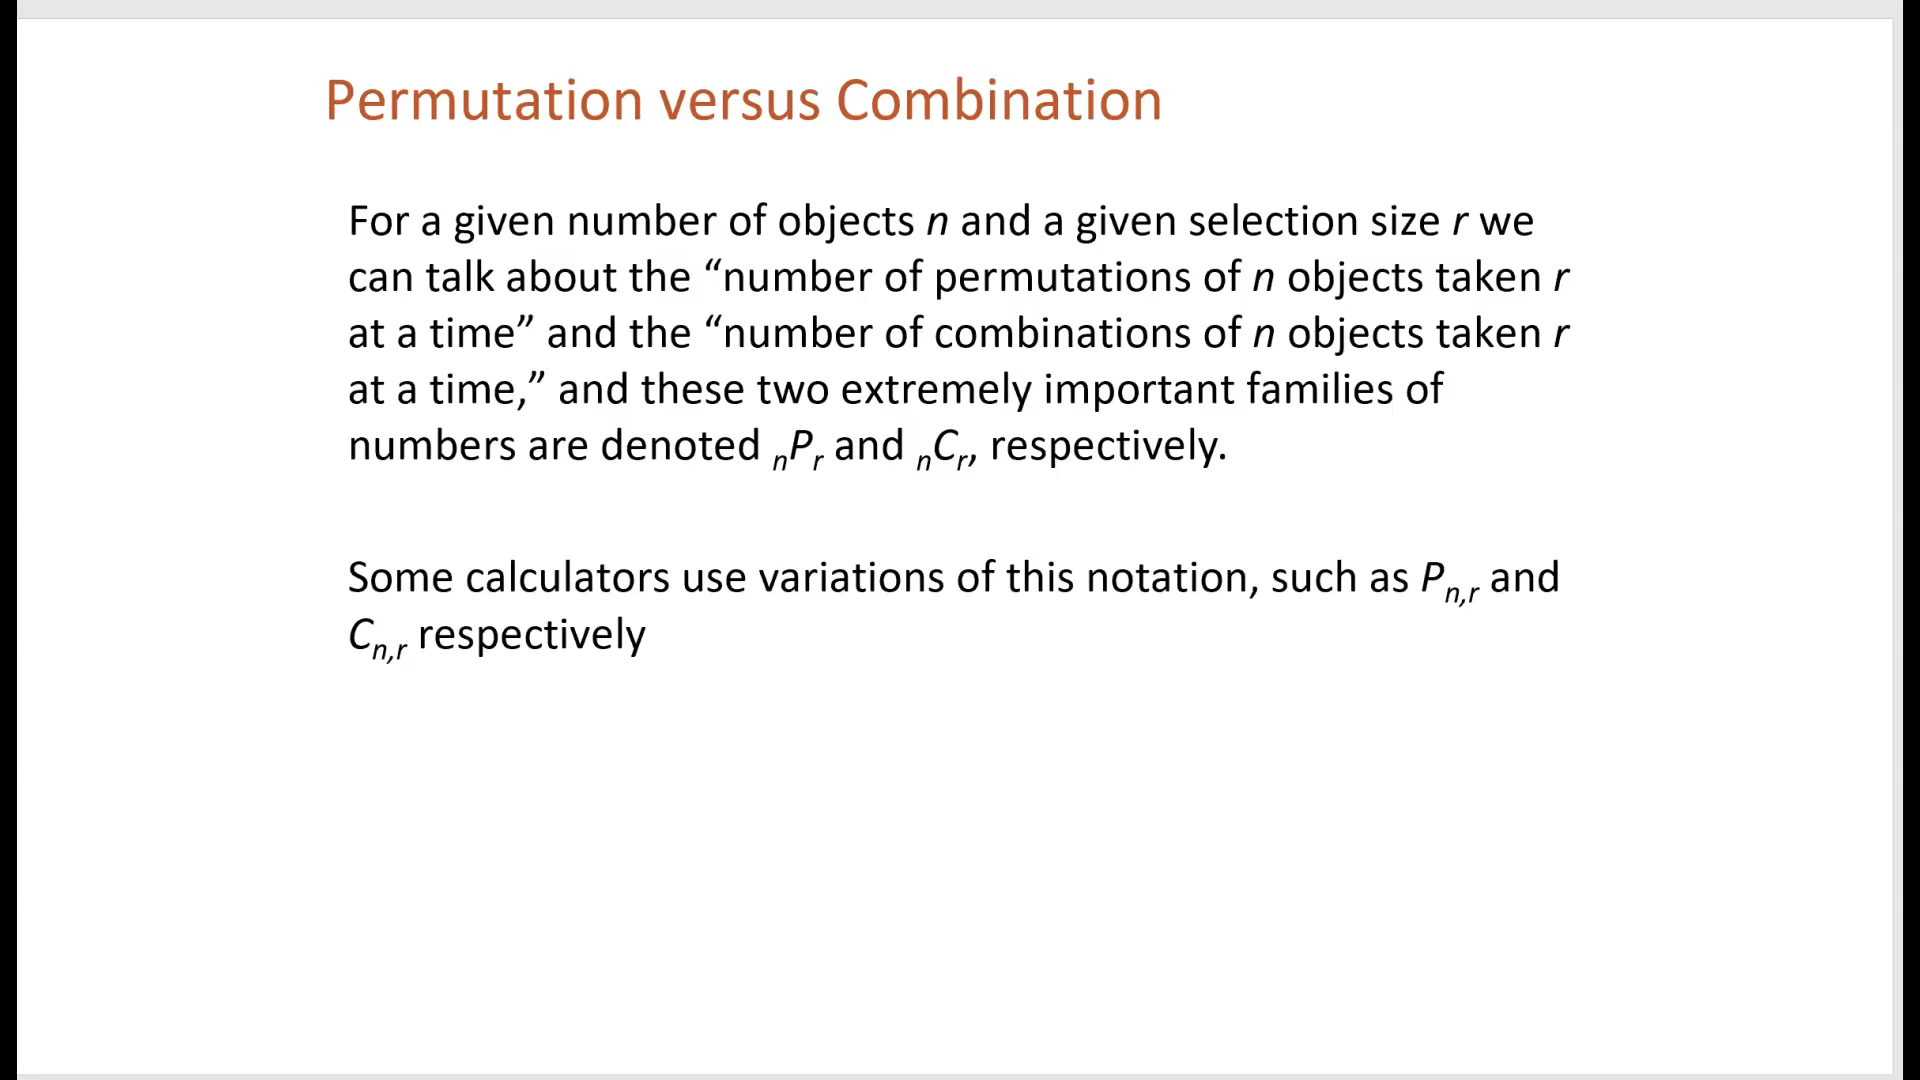 Permutation versus Combination
For a given number of objects n and a given selection size r we
can talk about the “number of permutations of n objects taken r
at a time” and the “number of combinations of n objects taken r
at a time,” and these two extremely important families of
numbers are denoted ₙPᵣ and ₙCᵣ, respectively.
Some calculators use variations of this notation, such as Pₙ,ᵣ and
Cₙ,ᵣ respectively